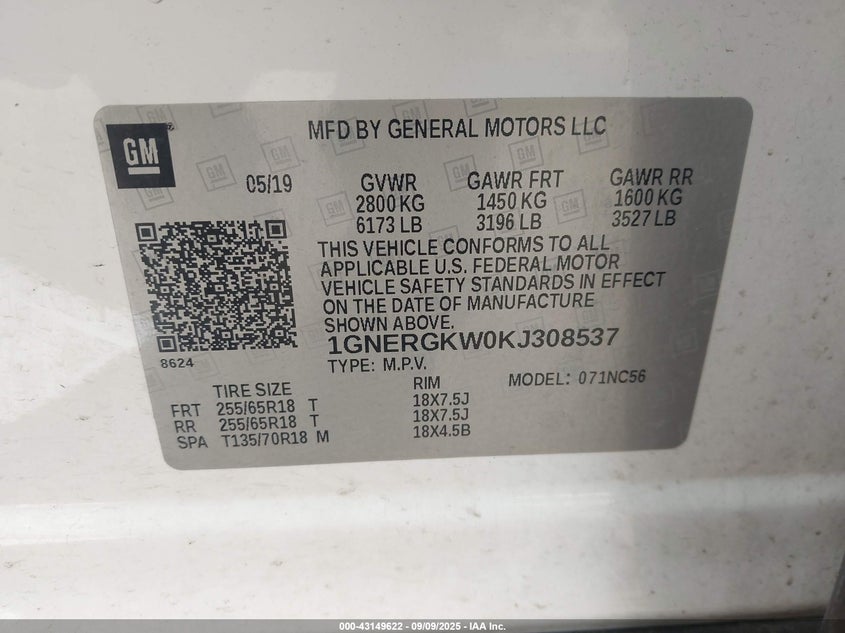 GM
MFD BY GENERAL MOTORS LLC
05/19
GVWR GAWR FRT GAWR RR
2800 KG 1450 KG 1600 KG
6173 LB 3196 LB 3527 LB
THIS VEHICLE CONFORMS TO ALL
APPLICABLE U.S. FEDERAL MOTOR
VEHICLE SAFETY STANDARDS IN EFFECT
ON THE DATE OF MANUFACTURE
SHOWN ABOVE.
1GNERGKW0KJ308537
8624
TYPE: M.P.V.
MODEL: 071NC56
TIRE SIZE RIM
FRT 255/65R18 T 18X7.5J
RR 255/65R18 T 18X7.5J
SPA T135/70R18 M 18X4.5B
000-43149622 - 09/09/2025 - IAA Inc.